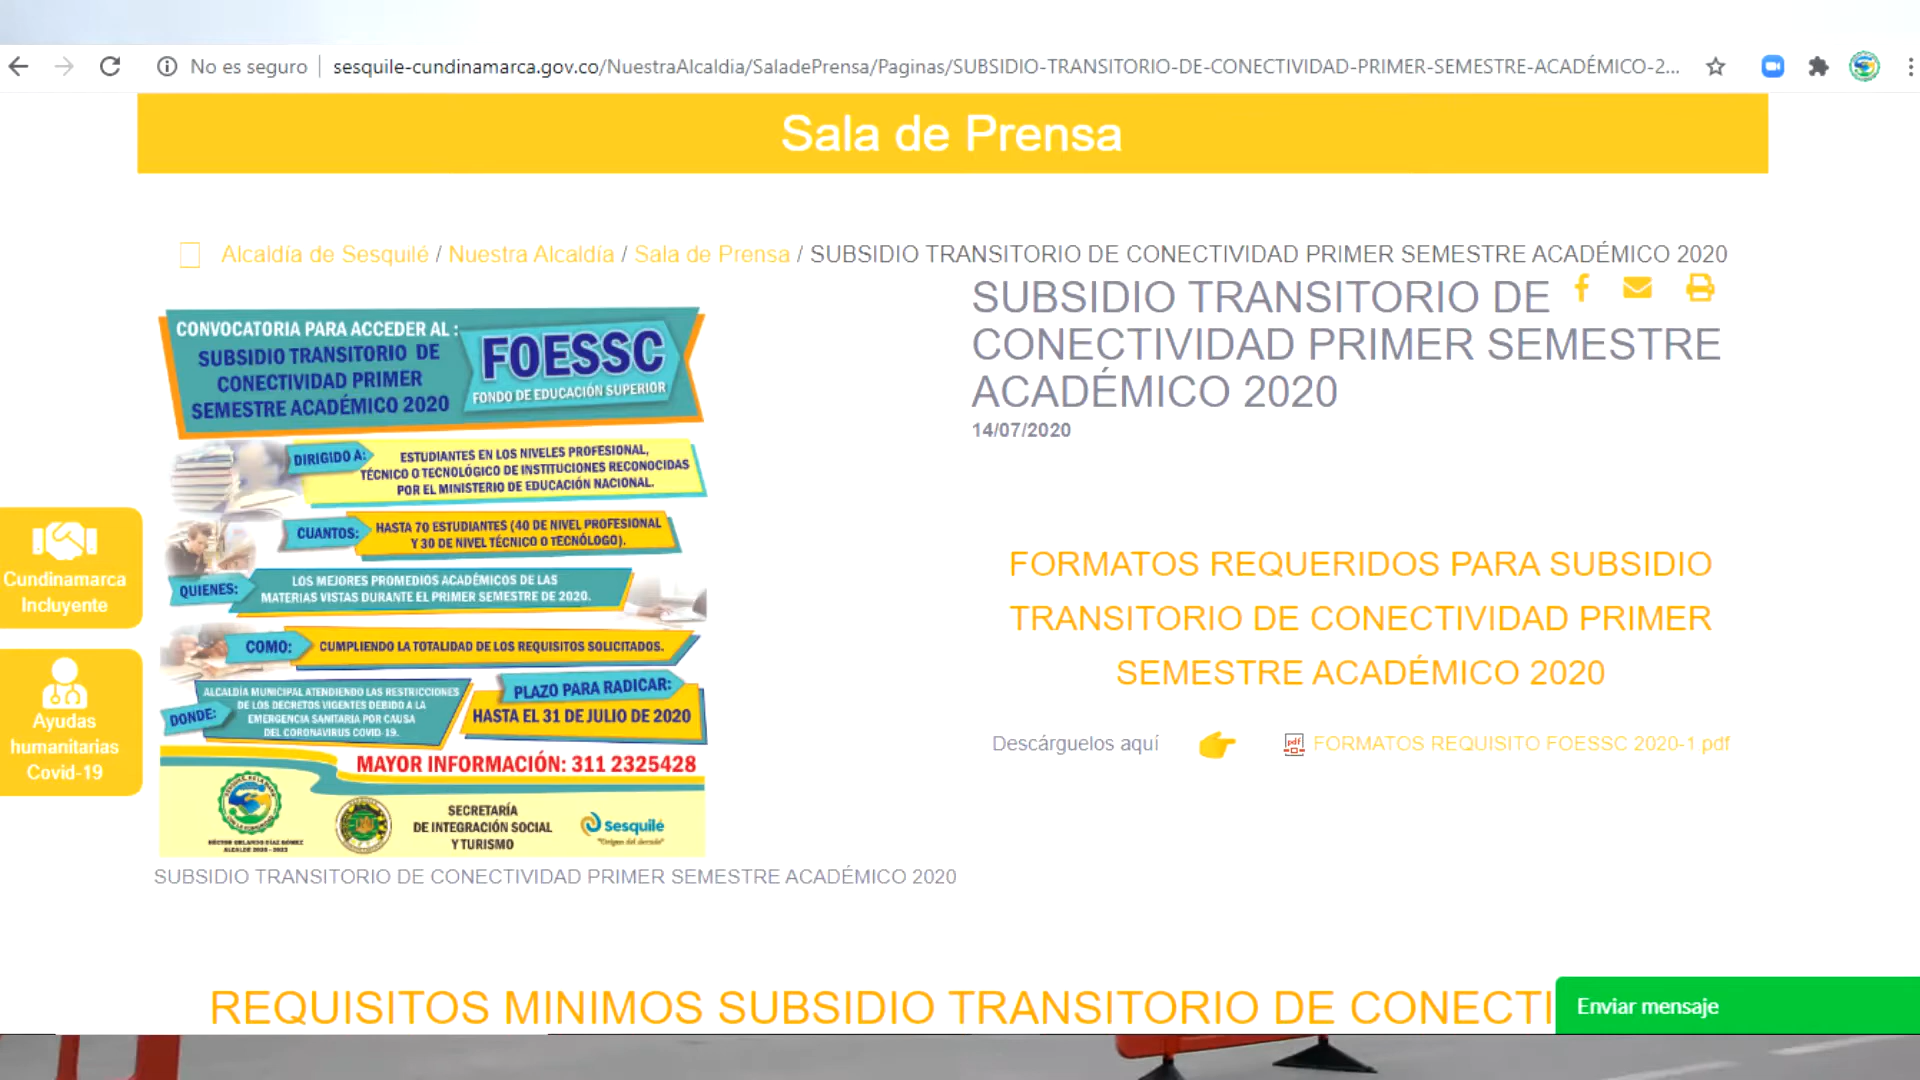 No es seguro
sesquile-cundinamarca.gov.co/NuestraAlcaldia/SaladePrensa/Paginas/SUBSIDIO-TRANSITORIO-DE-CONECTIVIDAD-PRIMER-SEMESTRE-ACADÉMICO-2...
Sala de Prensa
Alcaldía de Sesquilé / Nuestra Alcaldía / Sala de Prensa / SUBSIDIO TRANSITORIO DE CONECTIVIDAD PRIMER SEMESTRE ACADÉMICO 2020
CONVOCATORIA PARA ACCEDER AL :
SUBSIDIO TRANSITORIO DE
CONECTIVIDAD PRIMER
SEMESTRE ACADÉMICO 2020
FOESSC
FONDO DE EDUCACIÓN SUPERIOR
DIRIGIDO A:
ESTUDIANTES EN LOS NIVELES PROFESIONAL,
TÉCNICO O TECNOLÓGICO DE INSTITUCIONES RECONOCIDAS
POR EL MINISTERIO DE EDUCACIÓN NACIONAL.
CUANTOS:
HASTA 70 ESTUDIANTES (40 DE NIVEL PROFESIONAL
Y 30 DE NIVEL TÉCNICO O TECNÓLOGO).
QUIENES:
LOS MEJORES PROMEDIOS ACADÉMICOS DE LAS
MATERIAS VISTAS DURANTE EL PRIMER SEMESTRE DE 2020.
COMO:
CUMPLIENDO LA TOTALIDAD DE LOS REQUISITOS SOLICITADOS.
DONDE:
ALCALDÍA MUNICIPAL ATENDIENDO LAS RESTRICCIONES
DE LOS DECRETOS VIGENTES DEBIDO A LA
EMERGENCIA SANITARIA POR CAUSA
DEL CORONAVIRUS COVID-19.
PLAZO PARA RADICAR:
HASTA EL 31 DE JULIO DE 2020
MAYOR INFORMACIÓN: 311 2325428
HÉCTOR ORLANDO DÍAZ GÓMEZ
ALCALDE 2020 - 2023
SECRETARÍA
DE INTEGRACIÓN SOCIAL
Y TURISMO
Sesquilé
SUBSIDIO TRANSITORIO DE CONECTIVIDAD PRIMER SEMESTRE ACADÉMICO 2020
SUBSIDIO TRANSITORIO DE
CONECTIVIDAD PRIMER SEMESTRE
ACADÉMICO 2020
14/07/2020
FORMATOS REQUERIDOS PARA SUBSIDIO
TRANSITORIO DE CONECTIVIDAD PRIMER
SEMESTRE ACADÉMICO 2020
Descárguelos aquí
pdf
FORMATOS REQUISITO FOESSC 2020-1 pdf
Cundinamarca
Incluyente
Ayudas
humanitarias
Covid-19
REQUISITOS MINIMOS SUBSIDIO TRANSITORIO DE CONECTI
Enviar mensaje